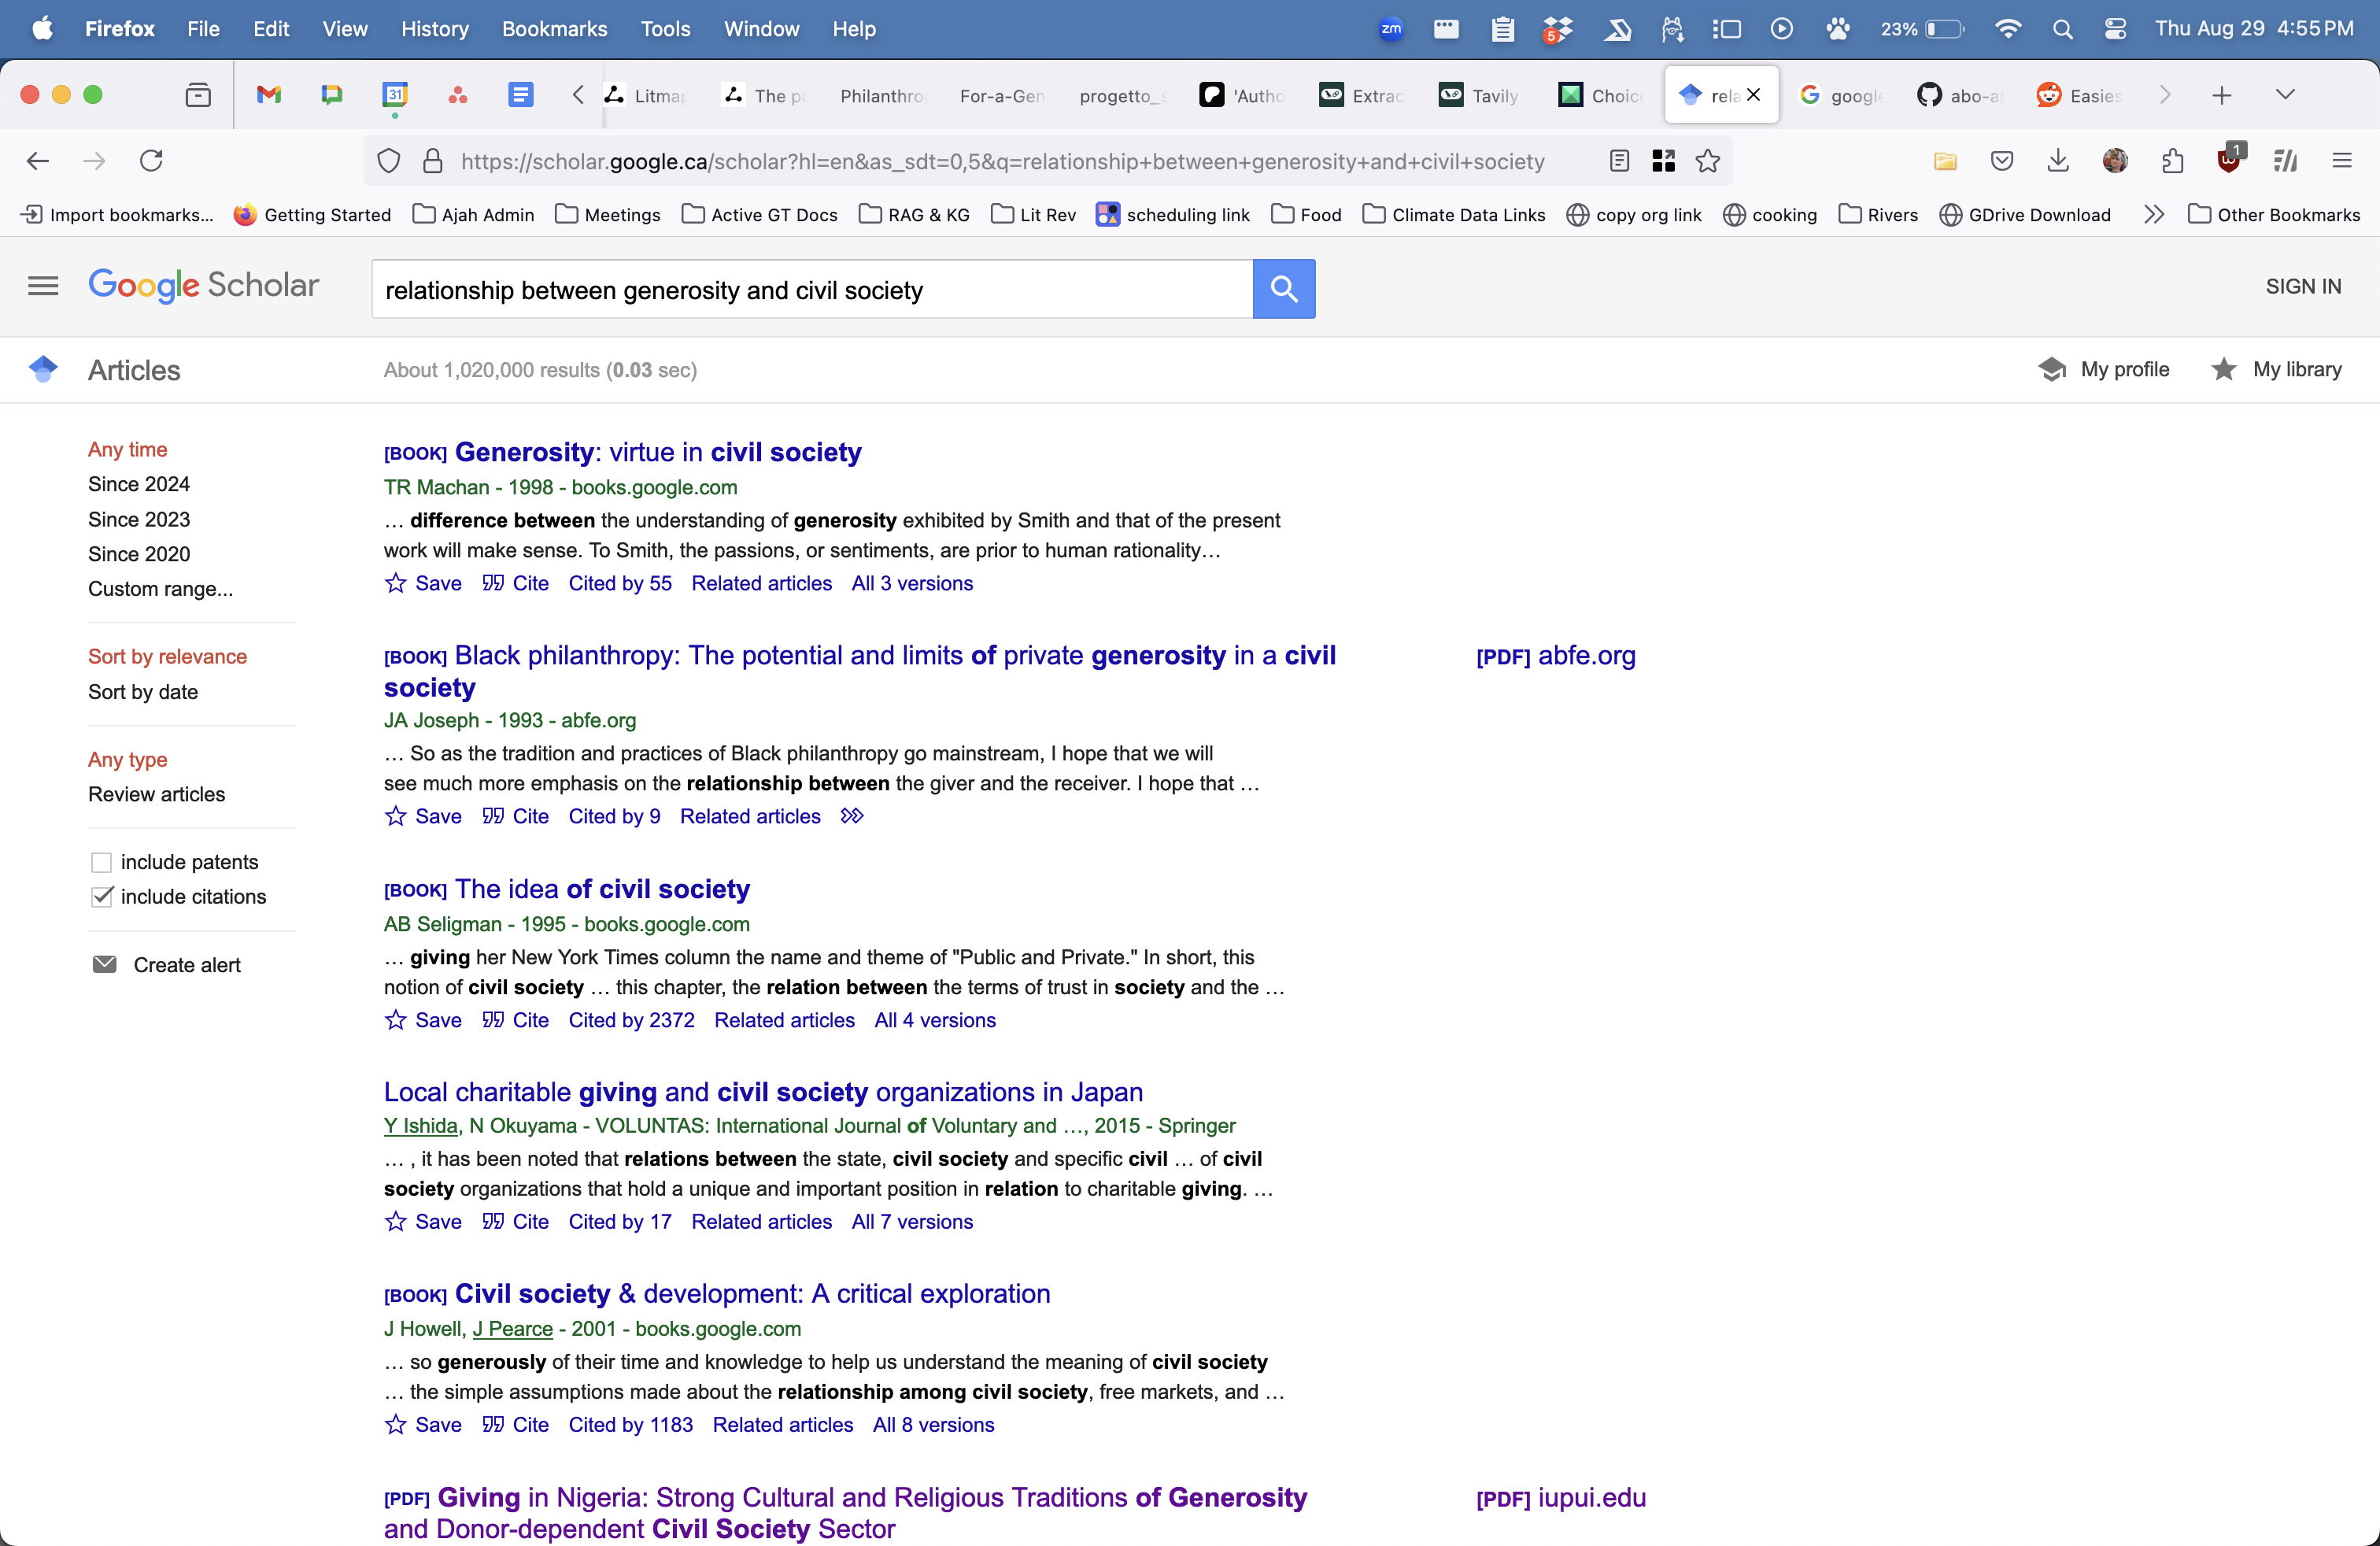 Firefox File Edit View History Bookmarks Tools Window Help zm 5 23% Thu Aug 29 4:55 PM
31 Litmap The po Philanthro For-a-Gen progetto_s 'Autho Extrac Tavily Choic rela google abo-a Easies
https://scholar.google.ca/scholar?hl=en&as_sdt=0,5&q=relationship+between+generosity+and+civil+society 1
Import bookmarks... Getting Started Ajah Admin Meetings Active GT Docs RAG & KG Lit Rev scheduling link Food Climate Data Links copy org link cooking Rivers GDrive Download Other Bookmarks
Google Scholar relationship between generosity and civil society SIGN IN
Articles About 1,020,000 results (0.03 sec) My profile My library
Any time
Since 2024
Since 2023
Since 2020
Custom range...
Sort by relevance
Sort by date
Any type
Review articles
include patents
include citations
Create alert
[BOOK] Generosity: virtue in civil society
TR Machan - 1998 - books.google.com
… difference between the understanding of generosity exhibited by Smith and that of the present
work will make sense. To Smith, the passions, or sentiments, are prior to human rationality…
Save Cite Cited by 55 Related articles All 3 versions
[BOOK] Black philanthropy: The potential and limits of private generosity in a civil
society
[PDF] abfe.org
JA Joseph - 1993 - abfe.org
… So as the tradition and practices of Black philanthropy go mainstream, I hope that we will
see much more emphasis on the relationship between the giver and the receiver. I hope that …
Save Cite Cited by 9 Related articles
[BOOK] The idea of civil society
AB Seligman - 1995 - books.google.com
… giving her New York Times column the name and theme of "Public and Private." In short, this
notion of civil society … this chapter, the relation between the terms of trust in society and the …
Save Cite Cited by 2372 Related articles All 4 versions
Local charitable giving and civil society organizations in Japan
Y Ishida, N Okuyama - VOLUNTAS: International Journal of Voluntary and …, 2015 - Springer
… , it has been noted that relations between the state, civil society and specific civil … of civil
society organizations that hold a unique and important position in relation to charitable giving. …
Save Cite Cited by 17 Related articles All 7 versions
[BOOK] Civil society & development: A critical exploration
J Howell, J Pearce - 2001 - books.google.com
… so generously of their time and knowledge to help us understand the meaning of civil society
… the simple assumptions made about the relationship among civil society, free markets, and …
Save Cite Cited by 1183 Related articles All 8 versions
[PDF] Giving in Nigeria: Strong Cultural and Religious Traditions of Generosity
and Donor-dependent Civil Society Sector
[PDF] iupui.edu